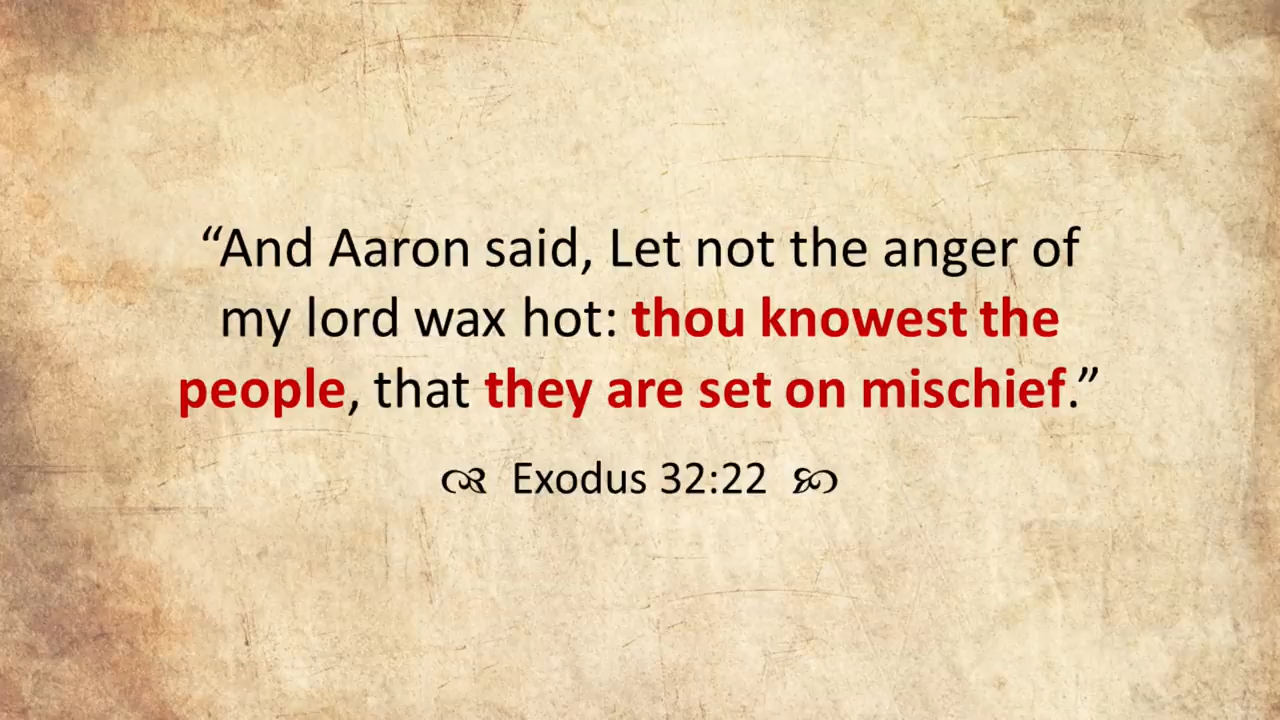 “And Aaron said, Let not the anger of
my lord wax hot: thou knowest the
people, that they are set on mischief.”
Exodus 32:22